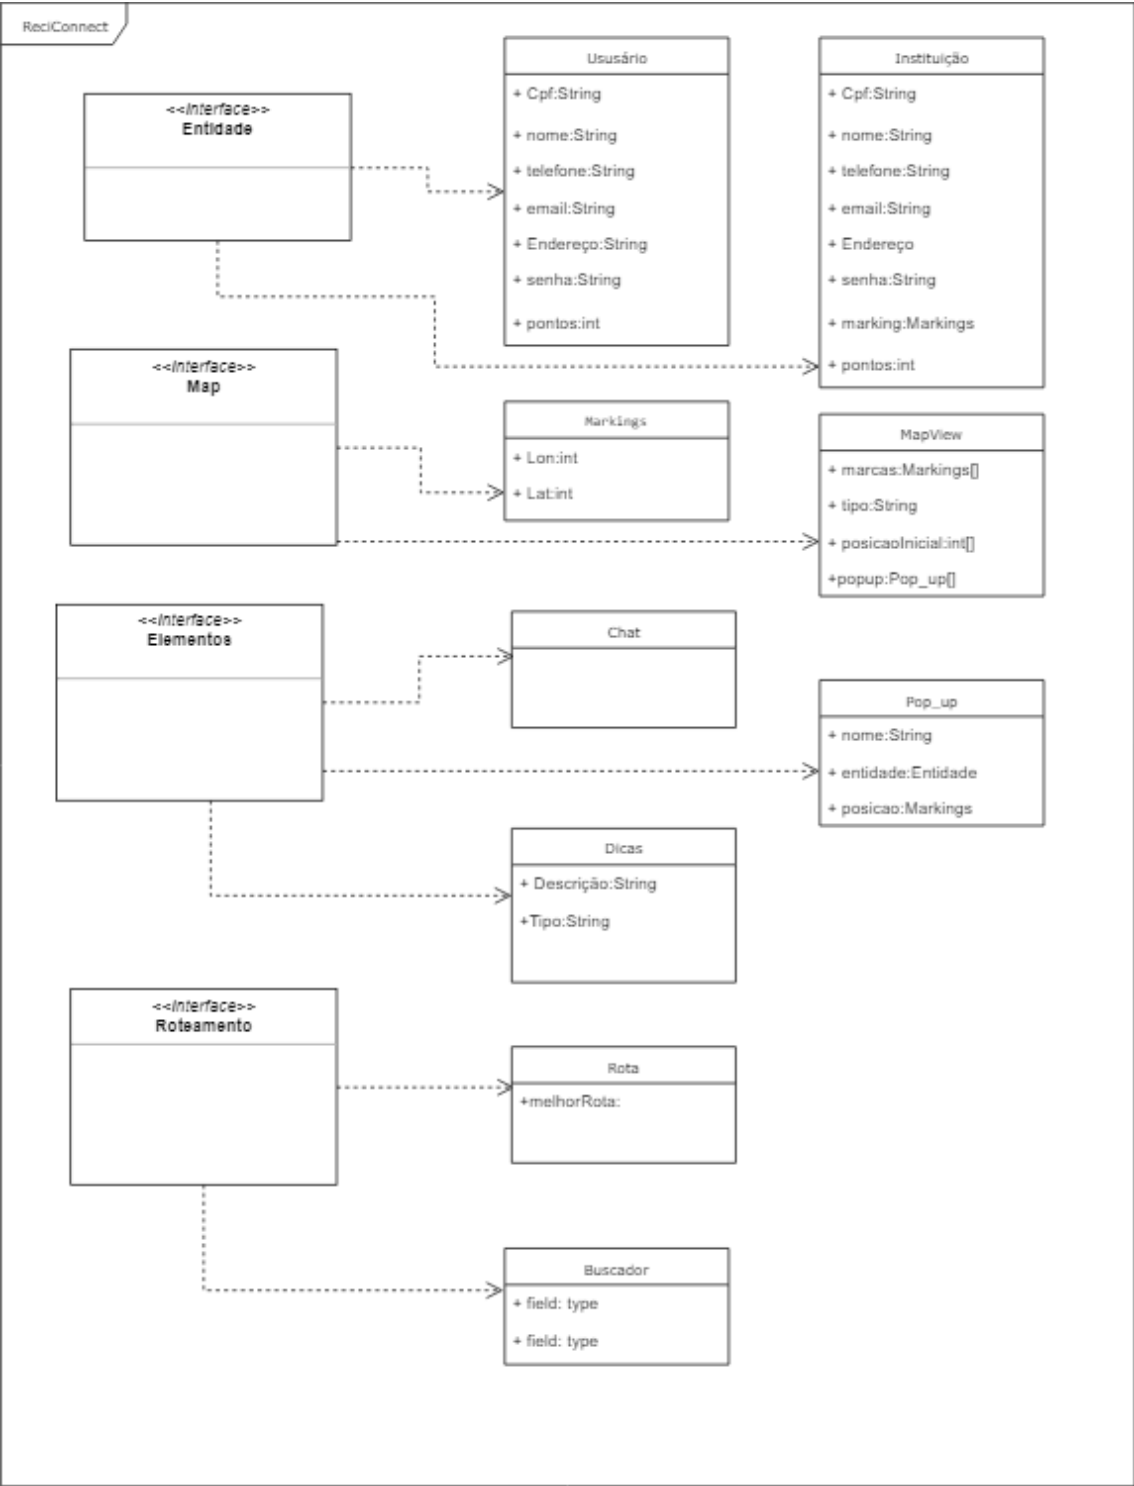 ReciConnect
<<Interface>>
Entidade
Ususário
+ Cpf:String
+ nome:String
+ telefone:String
+ email:String
+ Endereço:String
+ senha:String
+ pontos:int
Instituição
+ Cpf:String
+ nome:String
+ telefone:String
+ email:String
+ Endereço
+ senha:String
+ marking:Markings
+ pontos:int
<<Interface>>
Map
Markings
+ Lon:int
+ Lat:int
MapView
+ marcas:Markings[]
+ tipo:String
+ posicaoInicial:int[]
+popup:Pop_up[]
<<Interface>>
Elementos
Chat
Pop_up
+ nome:String
+ entidade:Entidade
+ posicao:Markings
Dicas
+ Descrição:String
+Tipo:String
<<Interface>>
Roteamento
Rota
+melhorRota:
Buscador
+ field: type
+ field: type